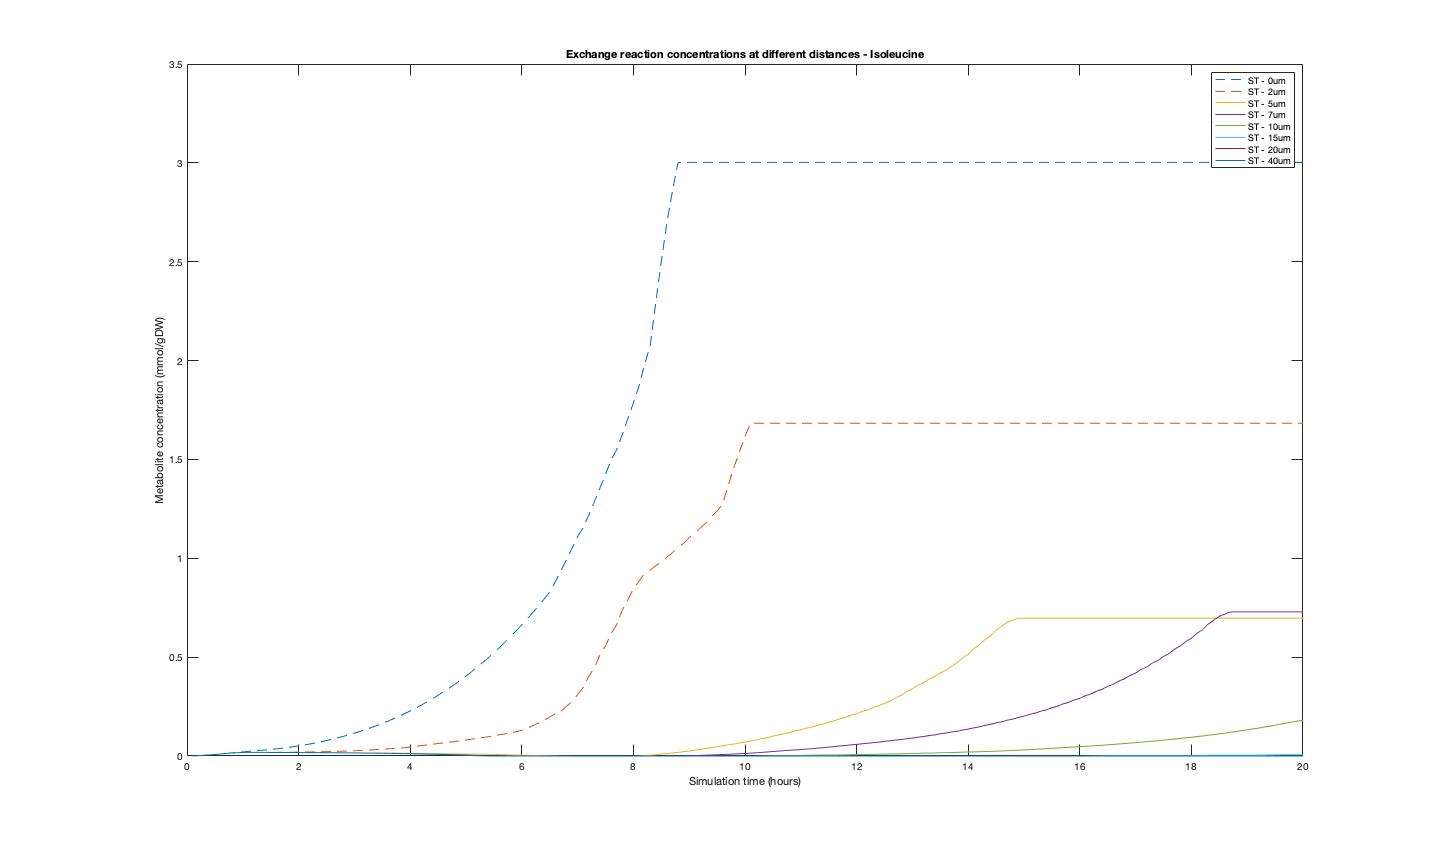 Exchange reaction concentrations at different distances - Isoleucine
3.5
3
2.5
2
1.5
1
0.5
0
Metabolite concentration (mmol/gDW)
ST - 0um
ST - 2um
ST - 5um
ST - 7um
ST - 10um
ST - 15um
ST - 20um
ST - 40um
0 2 4 6 8 10 12 14 16 18 20
Simulation time (hours)